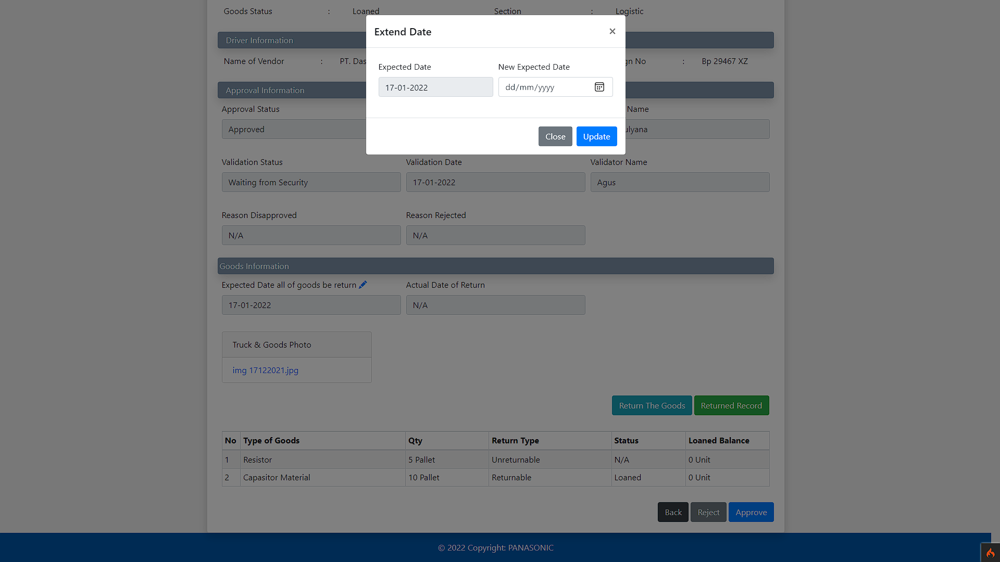 Goods Status : Loaned Section : Logistic
Extend Date ×
Driver Information
Name of Vendor : PT. Das gn No : Bp 29467 XZ
Expected Date New Expected Date
17-01-2022 dd/mm/yyyy
Approval Information
Approval Status Name
Approved ulyana
Close Update
Validation Status Validation Date Validator Name
Waiting from Security 17-01-2022 Agus
Reason Disapproved Reason Rejected
N/A N/A
Goods Information
Expected Date all of goods be return Actual Date of Return
17-01-2022 N/A
Truck & Goods Photo
img 17122021.jpg
Return The Goods Returned Record
No Type of Goods Qty Return Type Status Loaned Balance
1 Resistor 5 Pallet Unreturnable N/A 0 Unit
2 Capasitor Material 10 Pallet Returnable Loaned 0 Unit
Back Reject Approve
© 2022 Copyright: PANASONIC